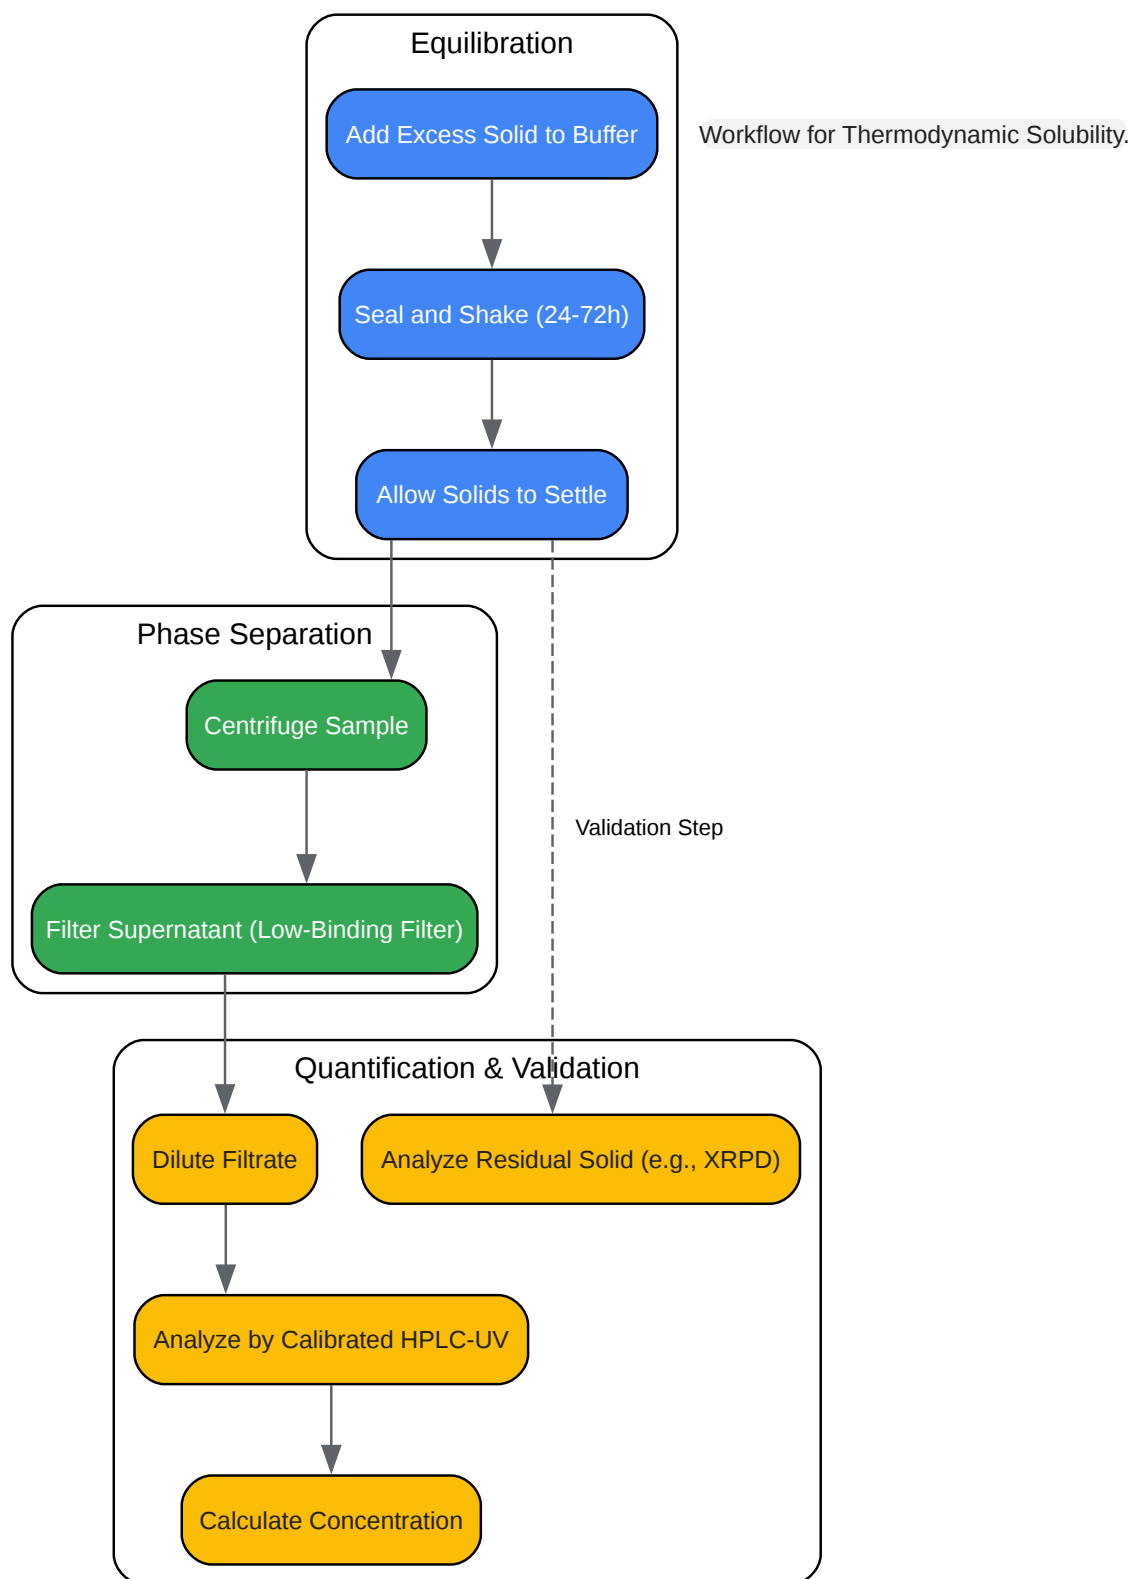 Equilibration
Add Excess Solid to Buffer
Workflow for Thermodynamic Solubility.
Seal and Shake (24-72h)
Allow Solids to Settle
Phase Separation
Centrifuge Sample
Validation Step
Filter Supernatant (Low-Binding Filter)
Quantification & Validation
Dilute Filtrate
Analyze Residual Solid (e.g., XRPD)
Analyze by Calibrated HPLC-UV
Calculate Concentration